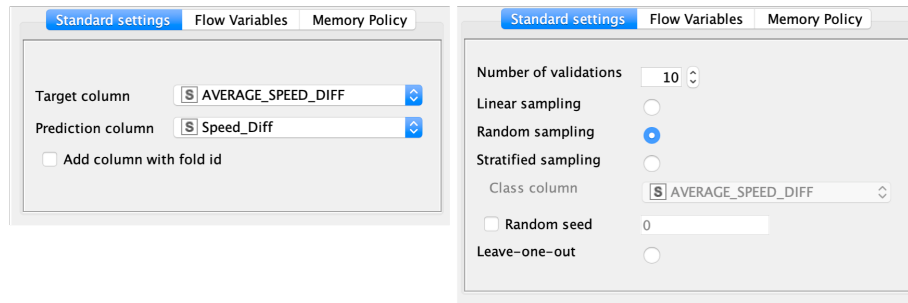 Standard settings Flow Variables Memory Policy
Target column S AVERAGE_SPEED_DIFF
Prediction column S Speed_Diff
Add column with fold id
Standard settings Flow Variables Memory Policy
Number of validations 10
Linear sampling
Random sampling
Stratified sampling
Class column S AVERAGE_SPEED_DIFF
Random seed 0
Leave-one-out